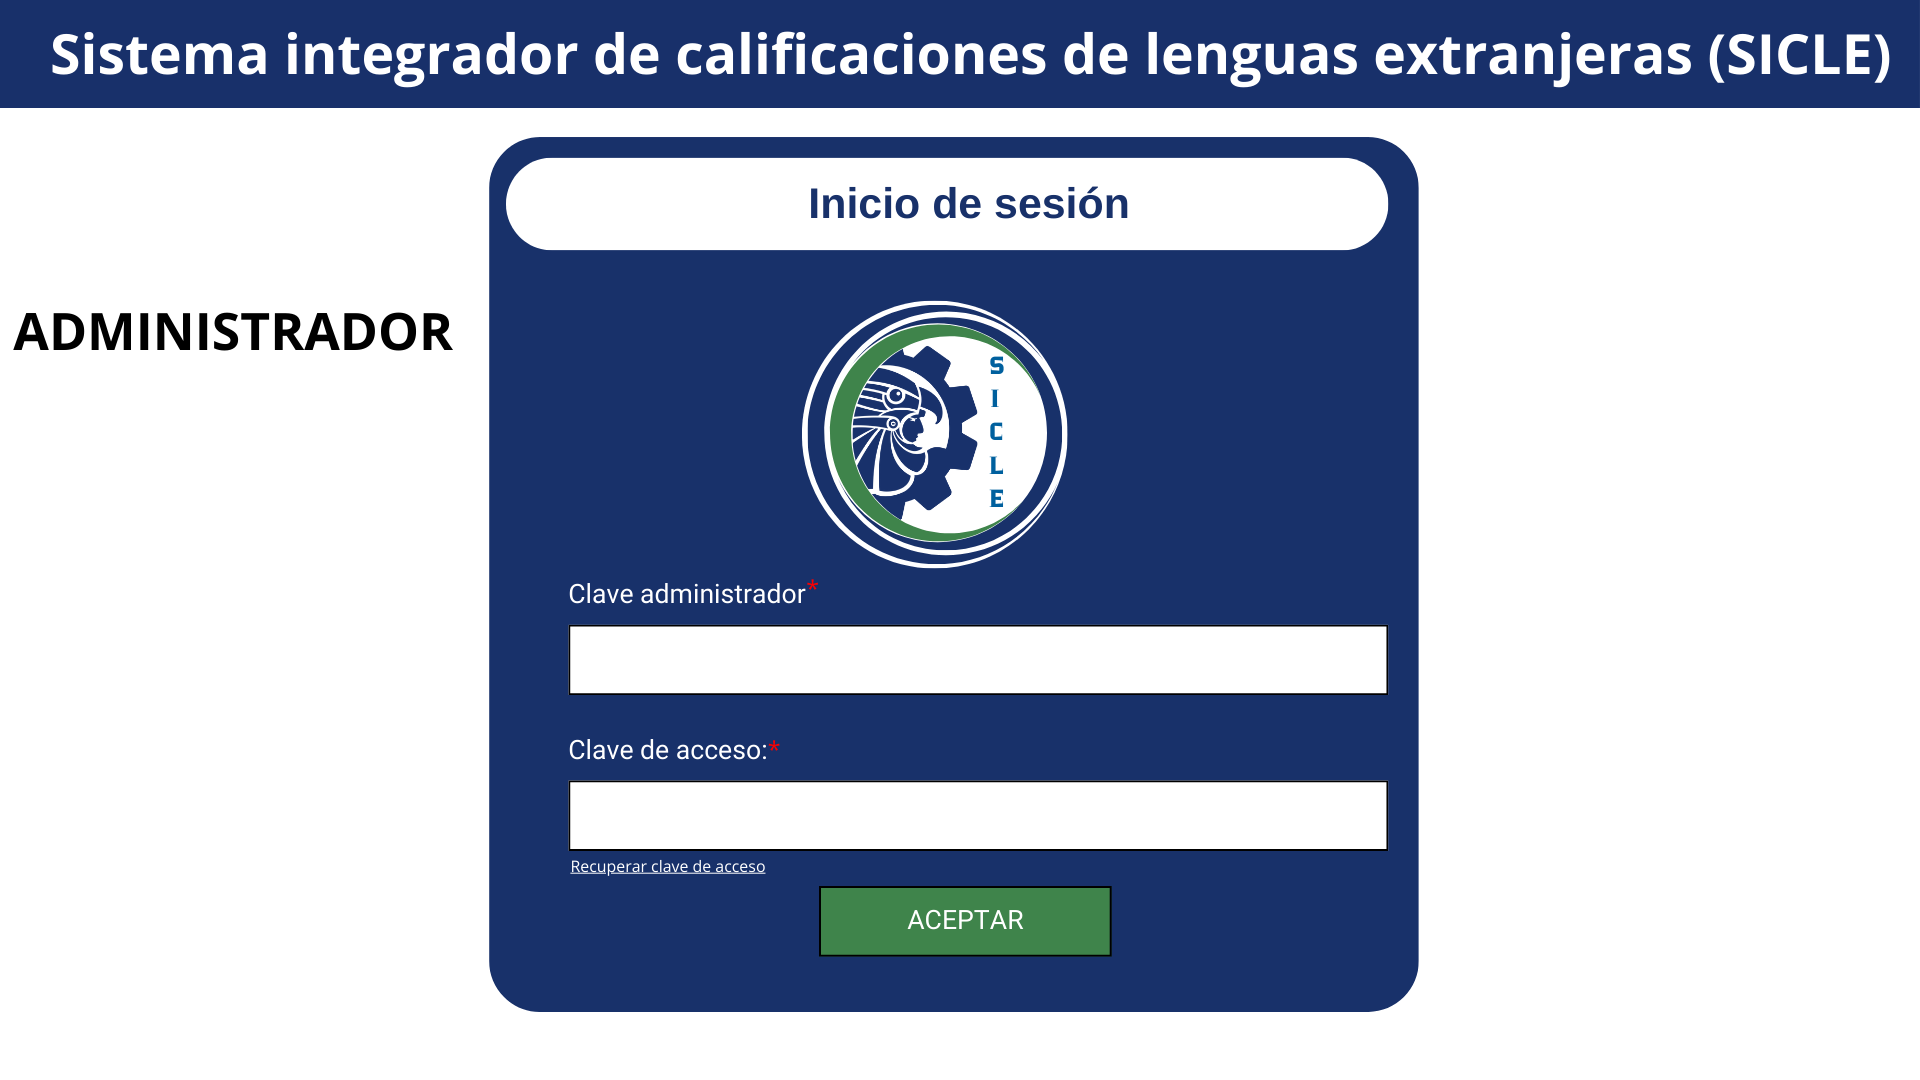 Sistema integrador de calificaciones de lenguas extranjeras (SICLE)
Inicio de sesión
ADMINISTRADOR
S
I
C
L
E
Clave administrador*
Clave de acceso:*
Recuperar clave de acceso
ACEPTAR